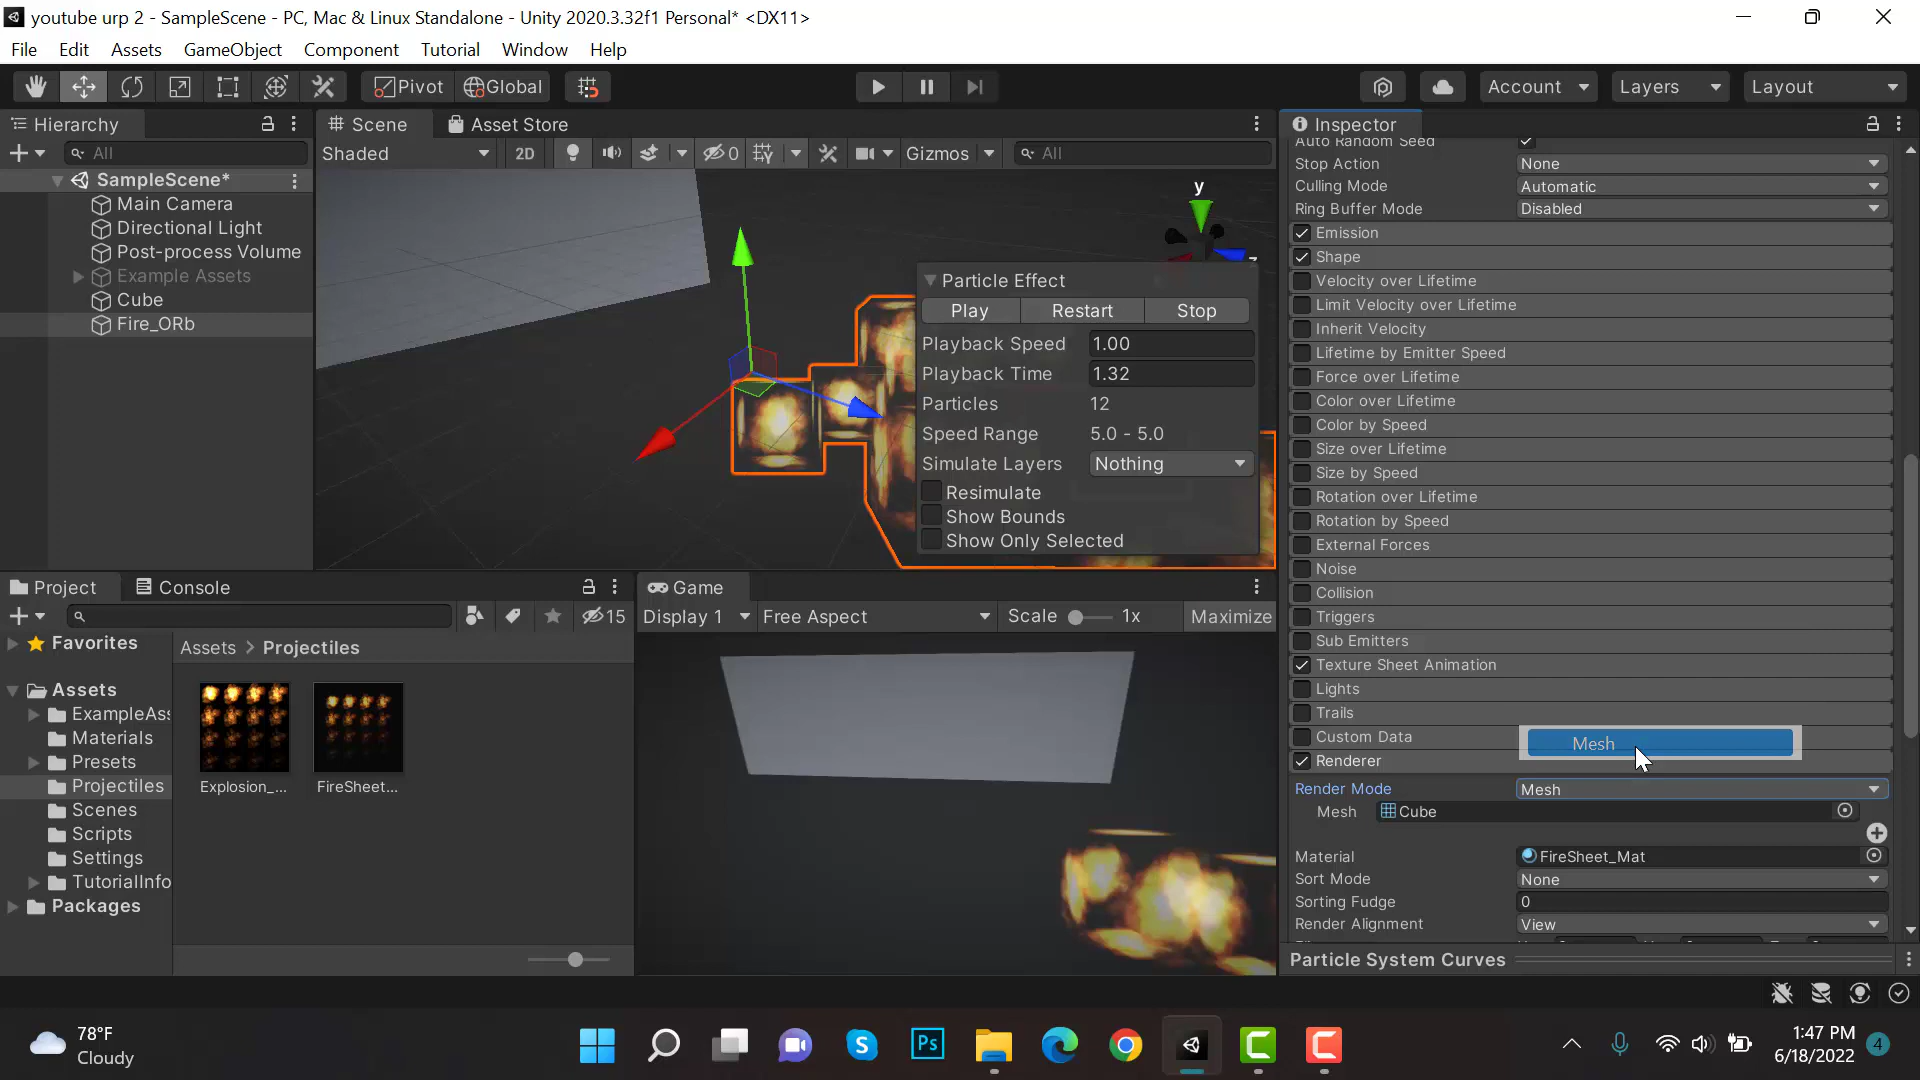 youtube urp 2 - SampleScene - PC, Mac & Linux Standalone - Unity 2020.3.32f1 Personal* <DX11>
File Edit Assets GameObject Component Tutorial Window Help
Pivot Global Account Layers Layout
Hierarchy
All
SampleScene*
Main Camera
Directional Light
Post-process Volume
Example Assets
Cube
Fire_ORb
Scene Asset Store
Shaded 2D 0 Gizmos All
y
z
Particle Effect
Play Restart Stop
Playback Speed 1.00
Playback Time 1.32
Particles 12
Speed Range 5.0 - 5.0
Simulate Layers Nothing
Resimulate
Show Bounds
Show Only Selected
Project Console
15
Favorites
Assets
ExampleAss
Materials
Presets
Projectiles
Scenes
Scripts
Settings
TutorialInfo
Packages
Assets > Projectiles
Explosion_... FireSheet...
Game
Display 1 Free Aspect Scale 1x Maximize
Inspector
Auto Random Seed
Stop Action None
Culling Mode Automatic
Ring Buffer Mode Disabled
Emission
Shape
Velocity over Lifetime
Limit Velocity over Lifetime
Inherit Velocity
Lifetime by Emitter Speed
Force over Lifetime
Color over Lifetime
Color by Speed
Size over Lifetime
Size by Speed
Rotation over Lifetime
Rotation by Speed
External Forces
Noise
Collision
Triggers
Sub Emitters
Texture Sheet Animation
Lights
Trails
Custom Data
Mesh
Renderer
Render Mode Mesh
Mesh Cube
Material FireSheet_Mat
Sort Mode None
Sorting Fudge 0
Render Alignment View
Particle System Curves
78°F
Cloudy
Ps
1:47 PM
6/18/2022
4